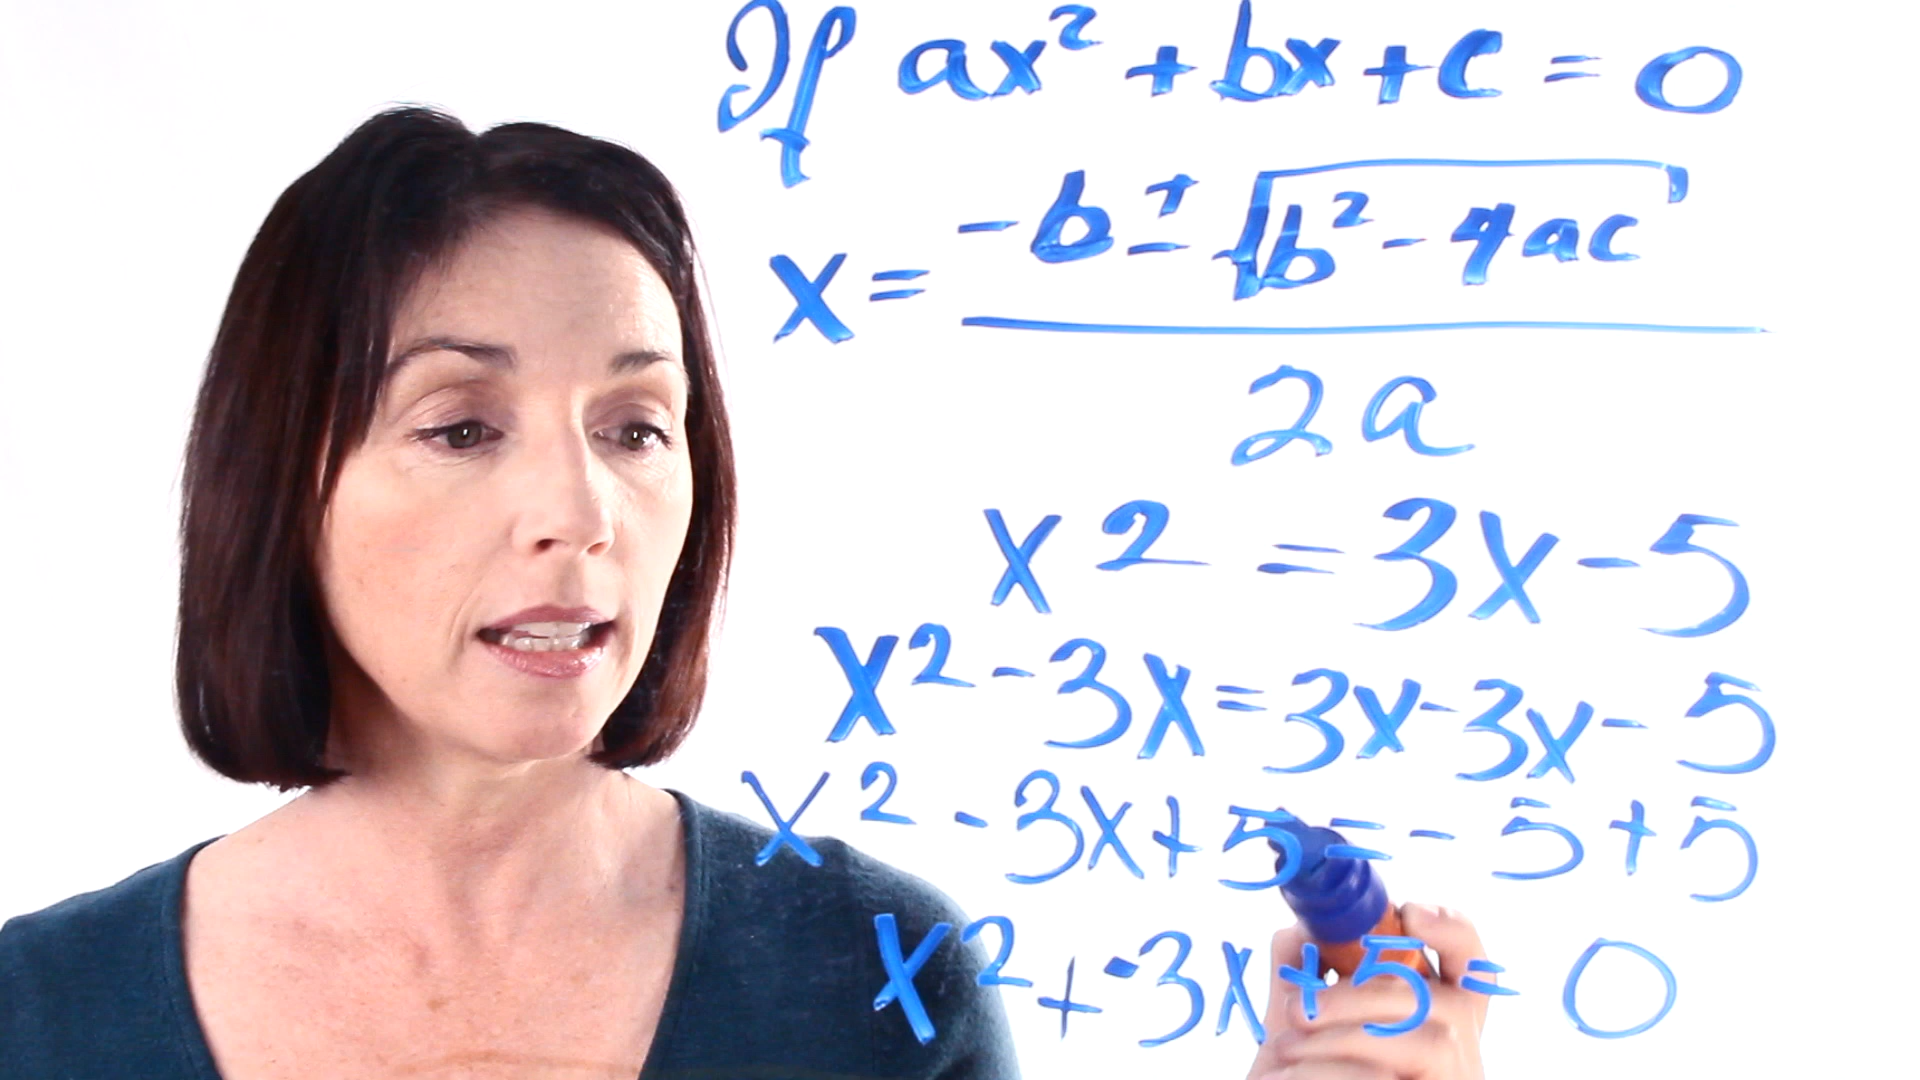 If ax² + bx + c = 0
x = -b ± √b² - 4ac
2a
x² = 3x - 5
x² - 3x = 3x - 3x - 5
x² - 3x + 5 = - 5 + 5
x² + -3x + 5 = 0